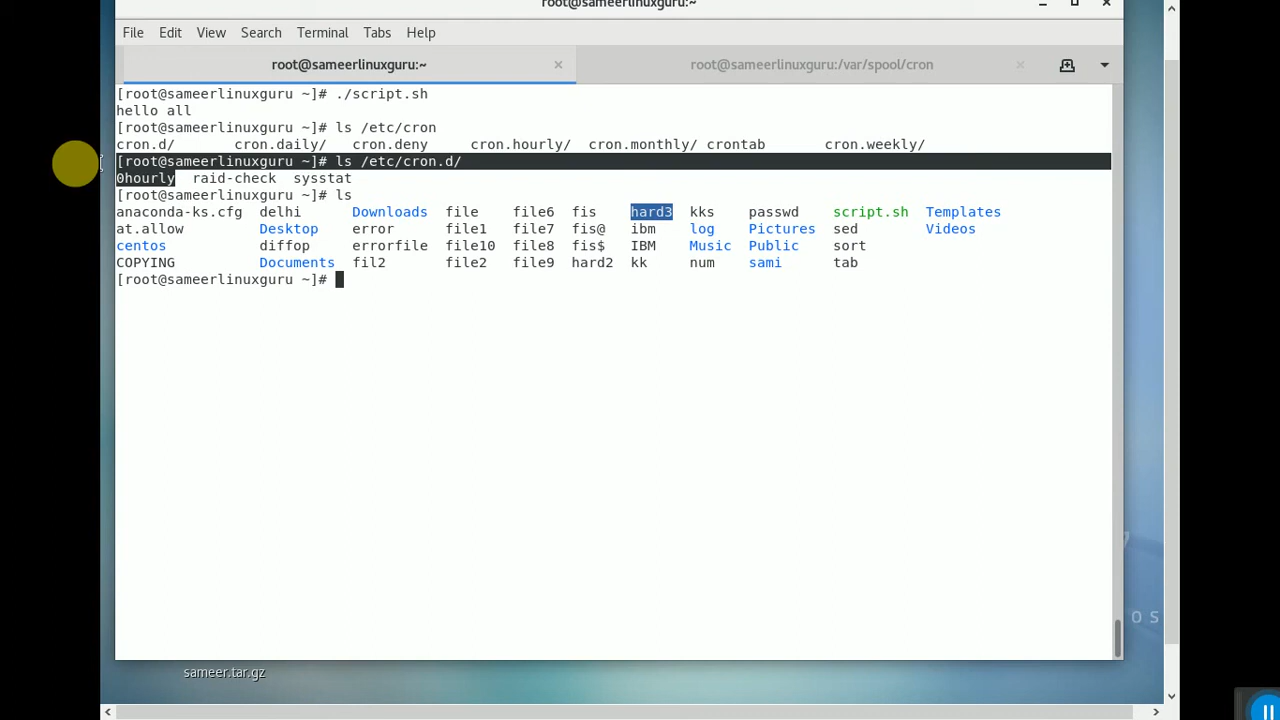 root@sameerlinuxguru:~
File Edit View Search Terminal Tabs Help
root@sameerlinuxguru:~ × root@sameerlinuxguru:/var/spool/cron ×
[root@sameerlinuxguru ~]# ./script.sh
hello all
[root@sameerlinuxguru ~]# ls /etc/cron
cron.d/ cron.daily/ cron.deny cron.hourly/ cron.monthly/ crontab cron.weekly/
[root@sameerlinuxguru ~]# ls /etc/cron.d/
0hourly raid-check sysstat
[root@sameerlinuxguru ~]# ls
anaconda-ks.cfg delhi Downloads file file6 fis hard3 kks passwd script.sh Templates
at.allow Desktop error file1 file7 fis@ ibm log Pictures sed Videos
centos diffop errorfile file10 file8 fis$ IBM Music Public sort
COPYING Documents fil2 file2 file9 hard2 kk num sami tab
[root@sameerlinuxguru ~]#
7
OS
sameer.tar.gz